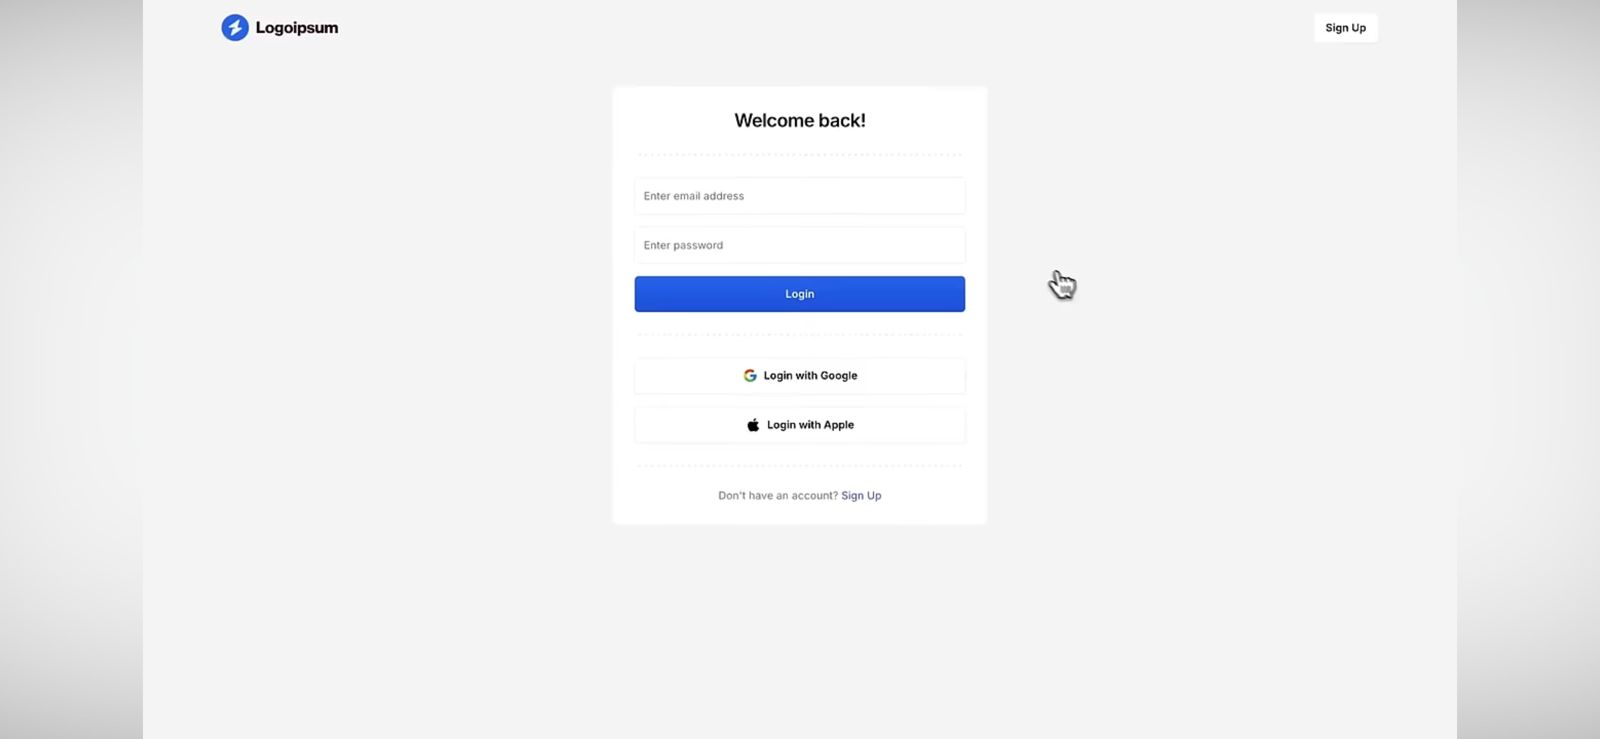 Logoipsum
Sign Up
Welcome back!
Enter email address
Enter password
Login
Login with Google
Login with Apple
Don't have an account? Sign Up